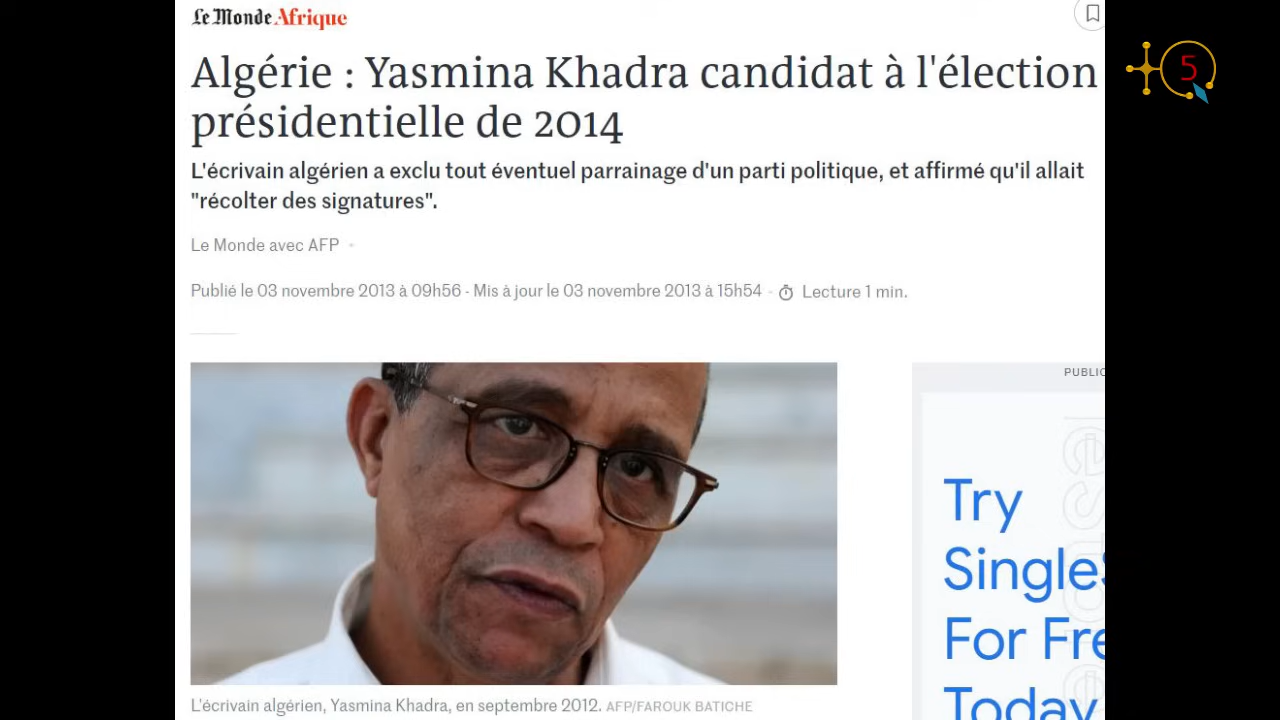 Le Monde Afrique
5
Algérie : Yasmina Khadra candidat à l'élection
présidentielle de 2014
L'écrivain algérien a exclu tout éventuel parrainage d'un parti politique, et affirmé qu'il allait
"récolter des signatures".
Le Monde avec AFP
Publié le 03 novembre 2013 à 09h56 - Mis à jour le 03 novembre 2013 à 15h54 - Lecture 1 min.
PUBLIC
Try
Single
For Fre
Today
L'écrivain algérien, Yasmina Khadra, en septembre 2012. AFP/FAROUK BATICHE